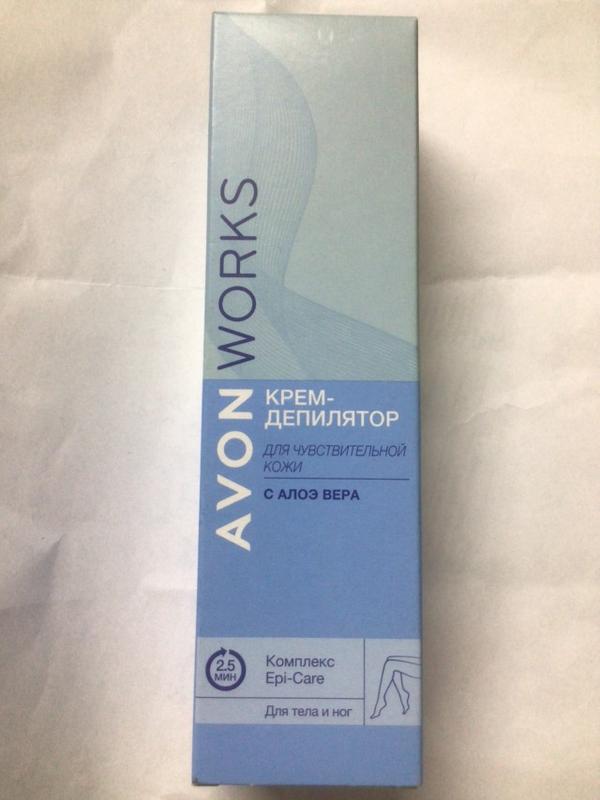 AVON WORKS
КРЕМ-
ДЕПИЛЯТОР
ДЛЯ ЧУВСТВИТЕЛЬНОЙ
КОЖИ
С АЛОЭ ВЕРА
2.5
МИН
Комплекс
Epi-Care
Для тела и ног